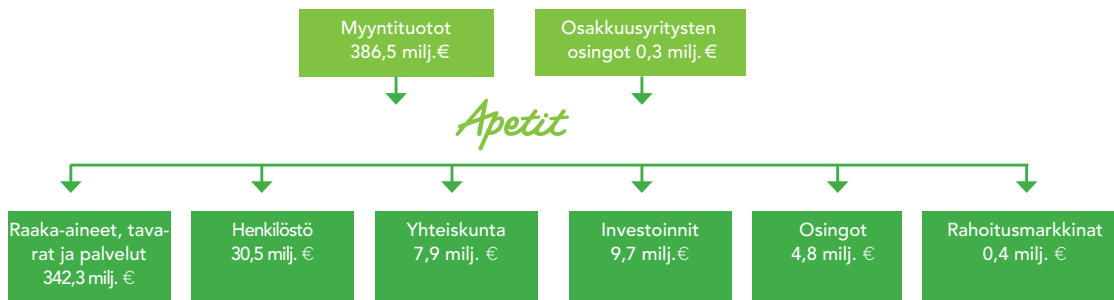 Myyntituotot
386,5 milj.€
Osakkuusyritysten
osingot 0,3 milj. €
Apetit
Raaka-aineet, tava-
rat ja palvelut
342,3 milj. €
Henkilöstö
30,5 milj. €
Yhteiskunta
7,9 milj. €
Investoinnit
9,7 milj.€
Osingot
4,8 milj. €
Rahoitusmarkkinat
0,4 milj. €